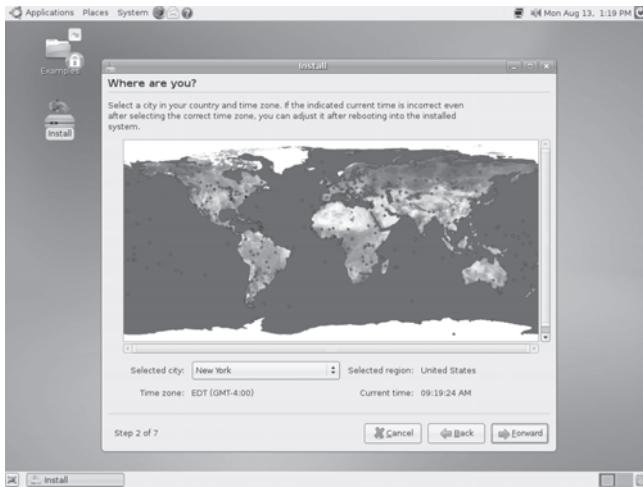 Applications Places System Mon Aug 13, 1:19 PM
Examples
Install
Install
Where are you?
Select a city in your country and time zone. If the indicated current time is incorrect even
after selecting the correct time zone, you can adjust it after rebooting into the installed
system.
Selected city: New York Selected region: United States
Time zone: EDT (GMT-4:00) Current time: 09:19:24 AM
Step 2 of 7 Cancel Back Forward
Install